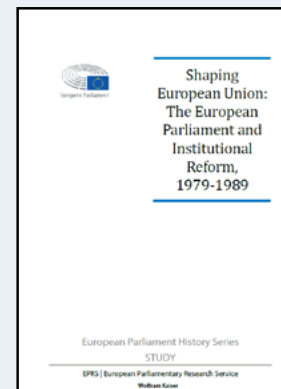 European Parliament
Shaping
European Union:
The European
Parliament and
Institutional
Reform,
1979-1989
European Parliament History Series
STUDY
EPRS | European Parliamentary Research Service
Wolfram Kaiser